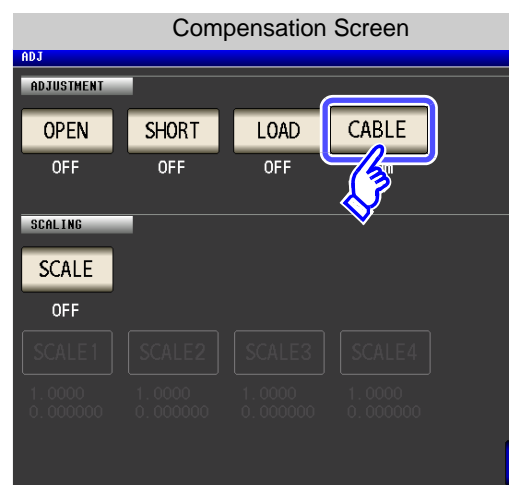 Compensation Screen
ADJ
ADJUSTMENT
OPEN SHORT LOAD CABLE
OFF OFF OFF
SCALING
SCALE
OFF
SCALE1 SCALE2 SCALE3 SCALE4
1.0000 1.0000 1.0000 1.0000
0.000000 0.000000 0.000000 0.000000